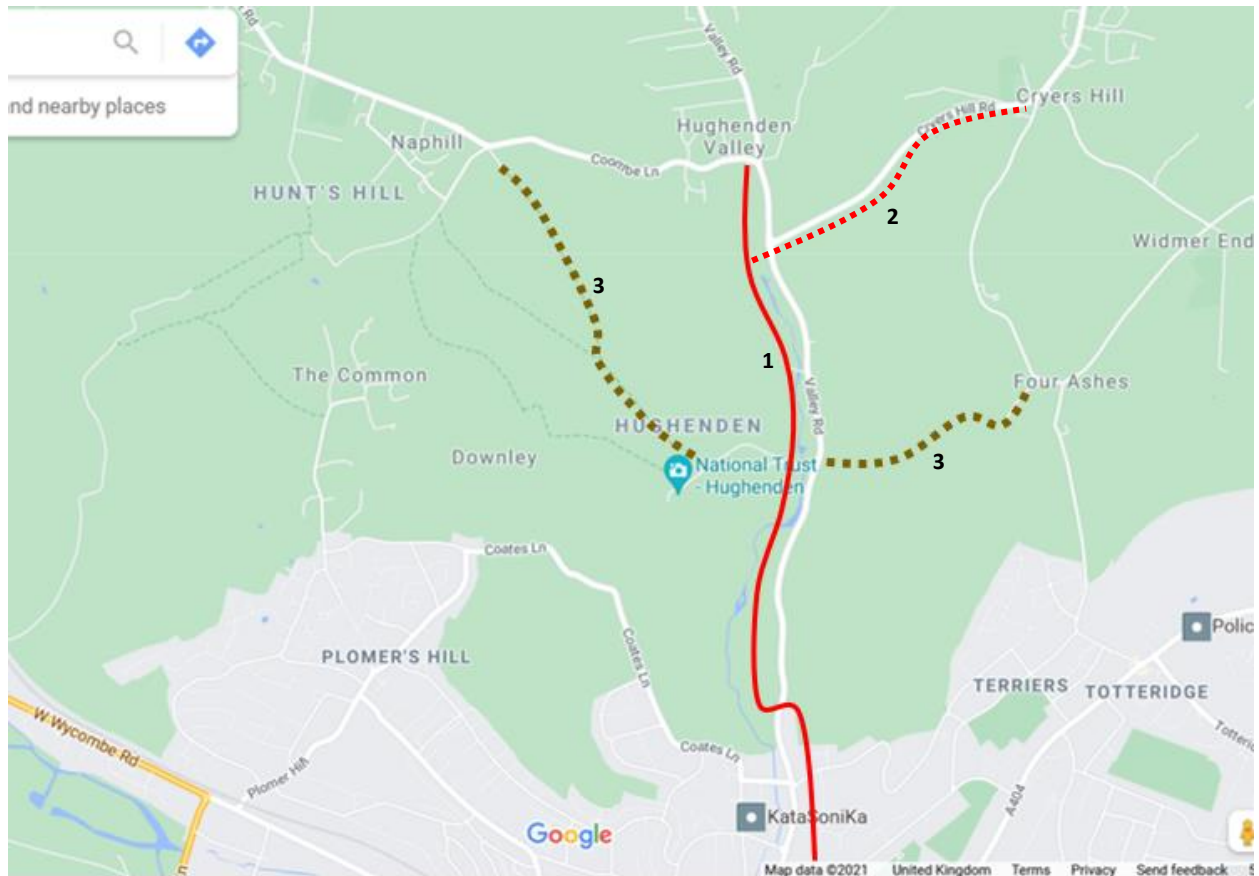 Rd
Valley Rd
nd nearby places
Cryers Hill
Cryers Hill Rd
Hughenden
Valley
Naphill
Coombe Ln
HUNT'S HILL
2
Widmer End
3
1
The Common
Four Ashes
Valley Rd
HUGHENDEN
Downley
3
National Trust
- Hughenden
Coates Ln
Polic
PLOMER'S HILL
Coates Ln
TERRIERS
TOTTERIDGE
W Wycombe Rd
Totteridg
Coates Ln
Plomer Hill
A404
KataSoniKa
Google
Map data ©2021 United Kingdom Terms Privacy Send feedback